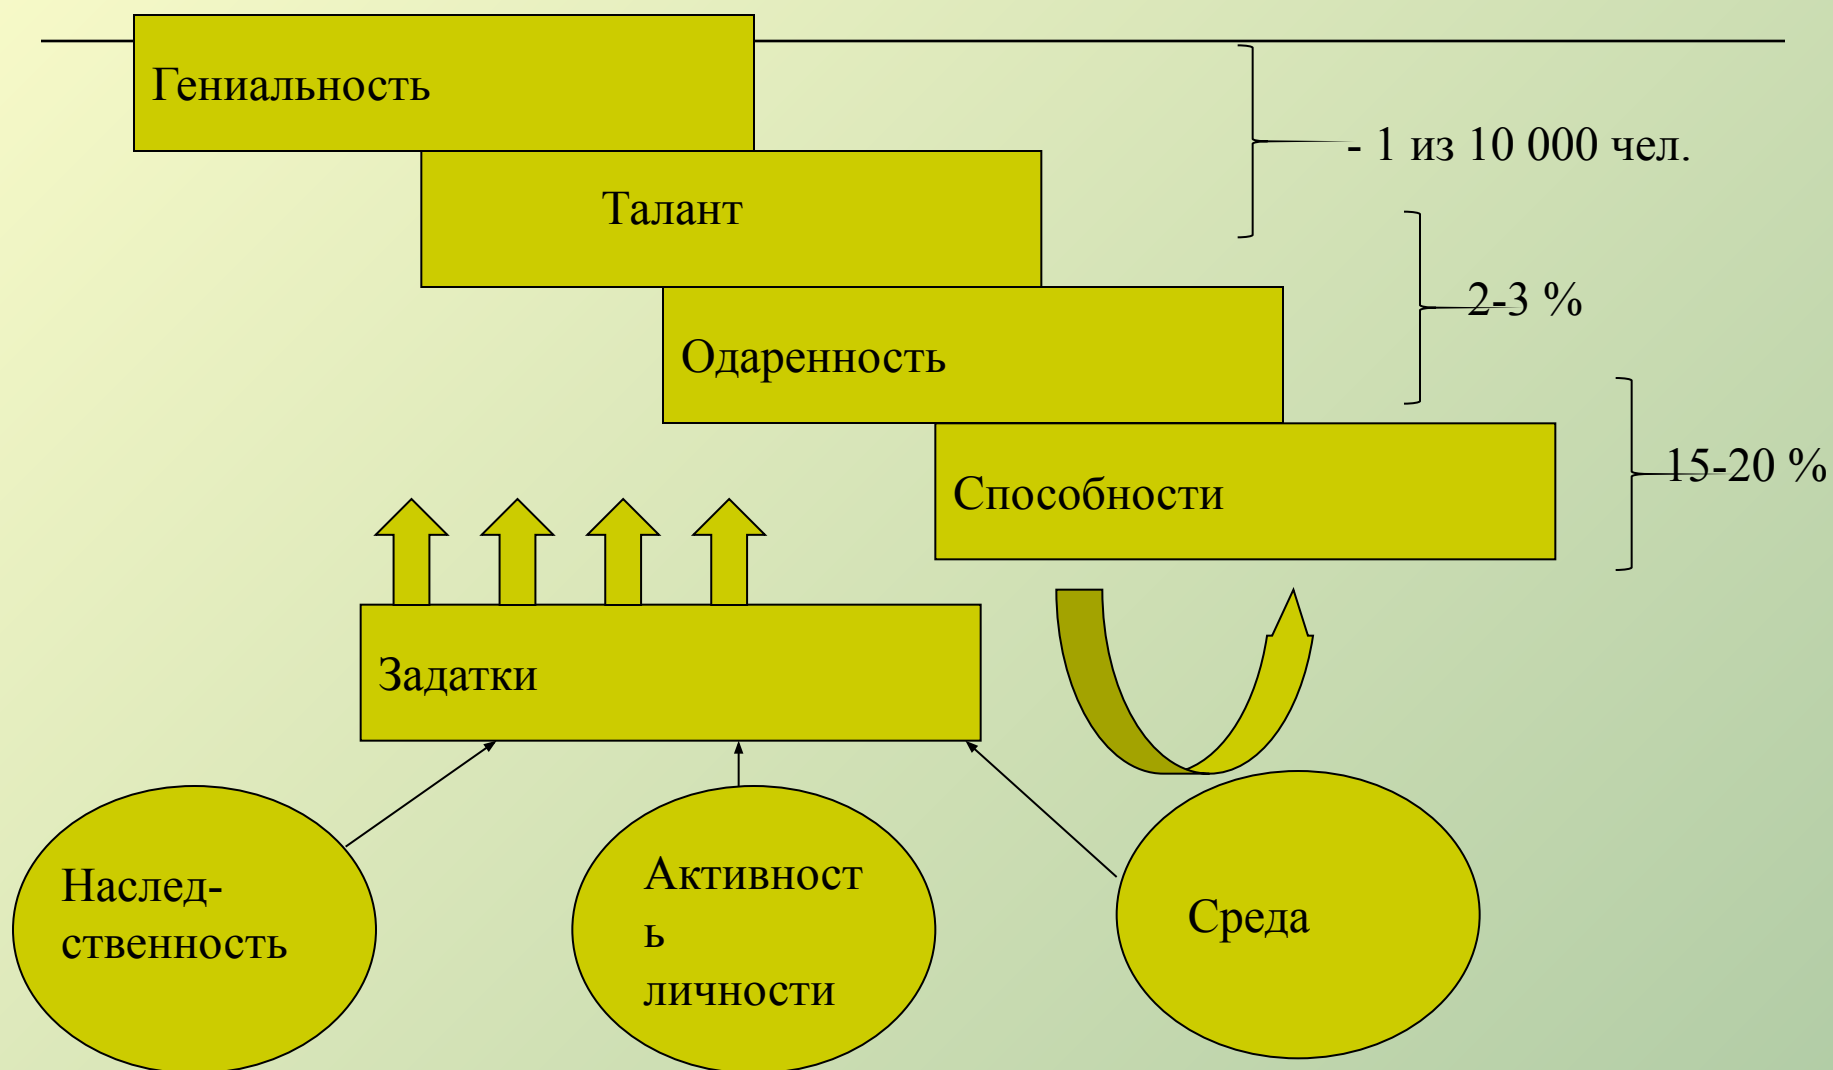 Гениальность
- 1 из 10 000 чел.
Талант
2-3 %
Одаренность
15-20 %
Способности
Задатки
Наслед-
ственность
Активност
ь
личности
Среда